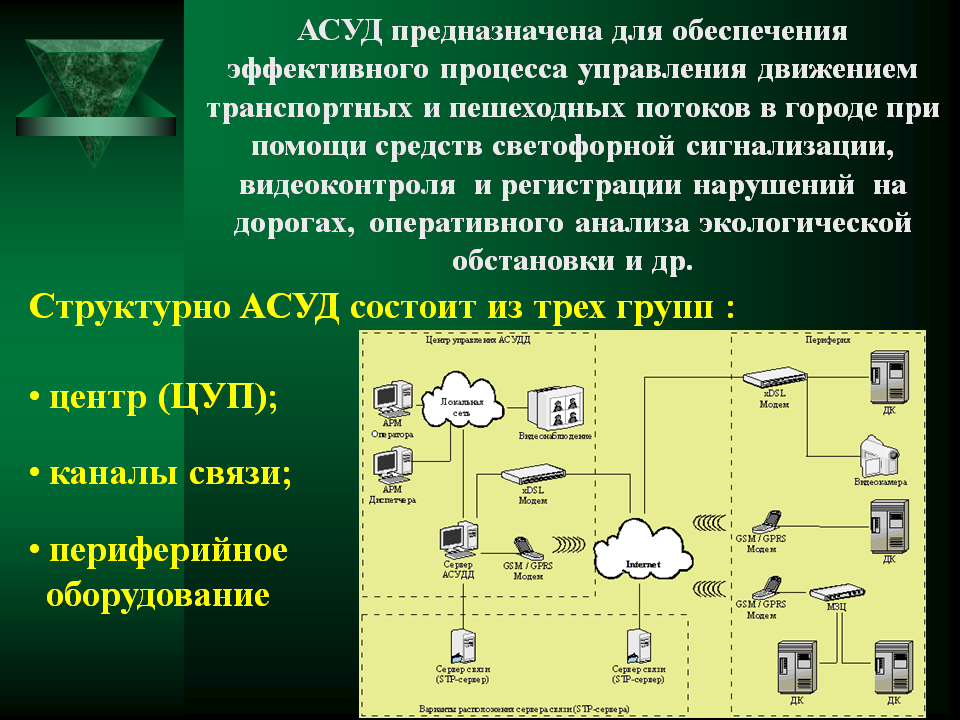 АСУД предназначена для обеспечения
эффективного процесса управления движением
транспортных и пешеходных потоков в городе при
помощи средств светофорной сигнализации,
видеоконтроля и регистрации нарушений на
дорогах, оперативного анализа экологической
обстановки и др.
Структурно АСУД состоит из трех групп :
• центр (ЦУП);
• каналы связи;
• периферийное
оборудование
Центр управления АСУДД
Локальная
сеть
АРМ
Оператора
Видеонаблюдение
АРМ
Диспетчера
xDSL
Модем
Сервер
АСУДД
GSM / GPRS
Модем
Internet
Периферия
xDSL
Модем
ДК
Видеокамера
GSM / GPRS
Модем
ДК
GSM / GPRS
Модем
МЗЦ
ДК
ДК
Сервер связи
(STP-сервер)
Сервер связи
(STP-сервер)
Варианты расположения сервера связи (STP-сервера)